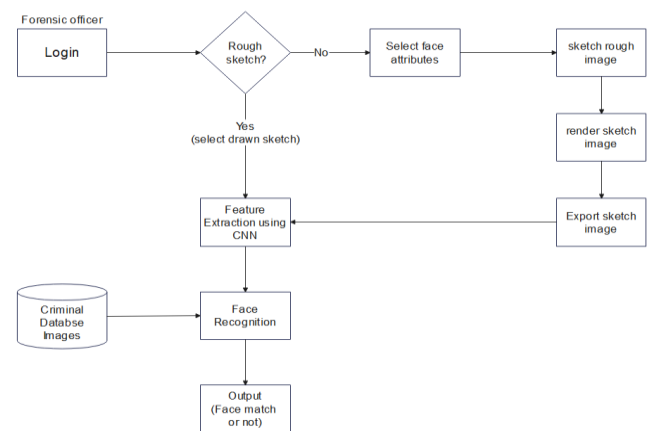 Forensic officer
Login
Rough
sketch?
No
Select face
attributes
sketch rough
image
render sketch
image
Yes
(select drawn sketch)
Feature
Extraction using
CNN
Export sketch
image
Criminal
Databse
Images
Face
Recognition
Output
(Face match
or not)